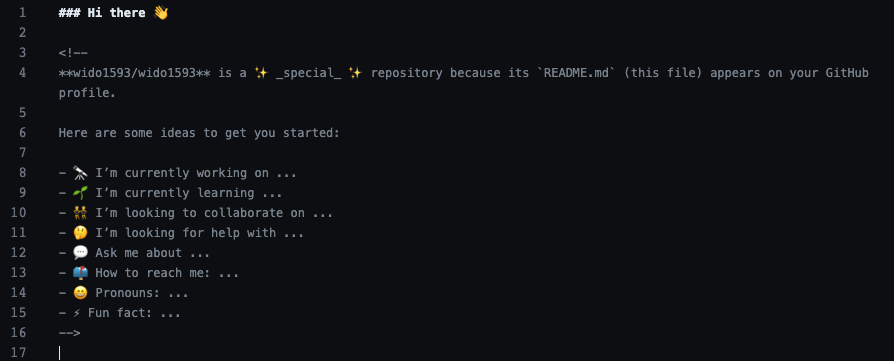 1 ### Hi there 👋
2
3 <!--
4 **wido1593/wido1593** is a ✨ _special_ ✨ repository because its `README.md` (this file) appears on your GitHub
profile.
5
6 Here are some ideas to get you started:
7
8 - 🔭 I’m currently working on ...
9 - 🌱 I’m currently learning ...
10 - 👯 I’m looking to collaborate on ...
11 - 🤔 I’m looking for help with ...
12 - 💬 Ask me about ...
13 - 📫 How to reach me: ...
14 - 😄 Pronouns: ...
15 - ⚡ Fun fact: ...
16 -->
17